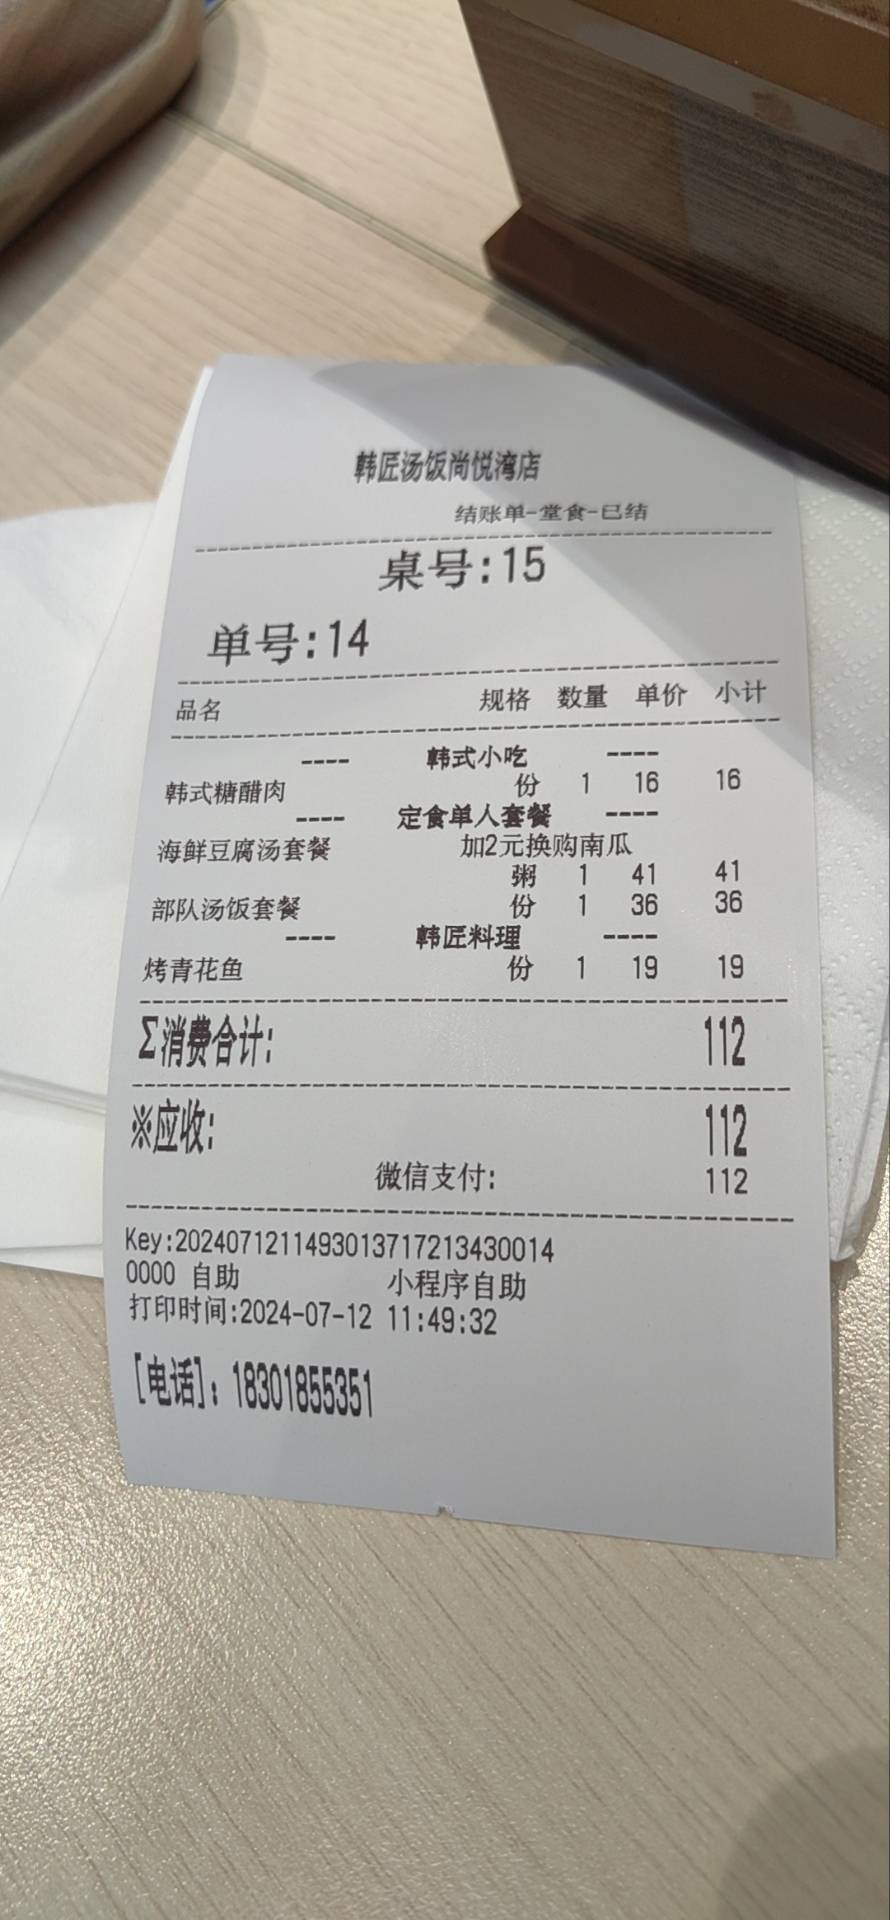 韩匠汤饭尚悦湾店
结账单-堂食-已结
桌号:15
单号:14
品名 规格 数量 单价 小计
---- 韩式小吃 ----
韩式糖醋肉 份 1 16 16
---- 定食单人套餐 ----
海鲜豆腐汤套餐 加2元换购南瓜
粥 1 41 41
部队汤饭套餐 份 1 36 36
---- 韩匠料理 ----
烤青花鱼 份 1 19 19
Σ消费合计: 112
※应收: 112
微信支付: 112
Key:2024071211493013717213430014
0000 自助 小程序自助
打印时间:2024-07-12 11:49:32
[电话]: 18301855351